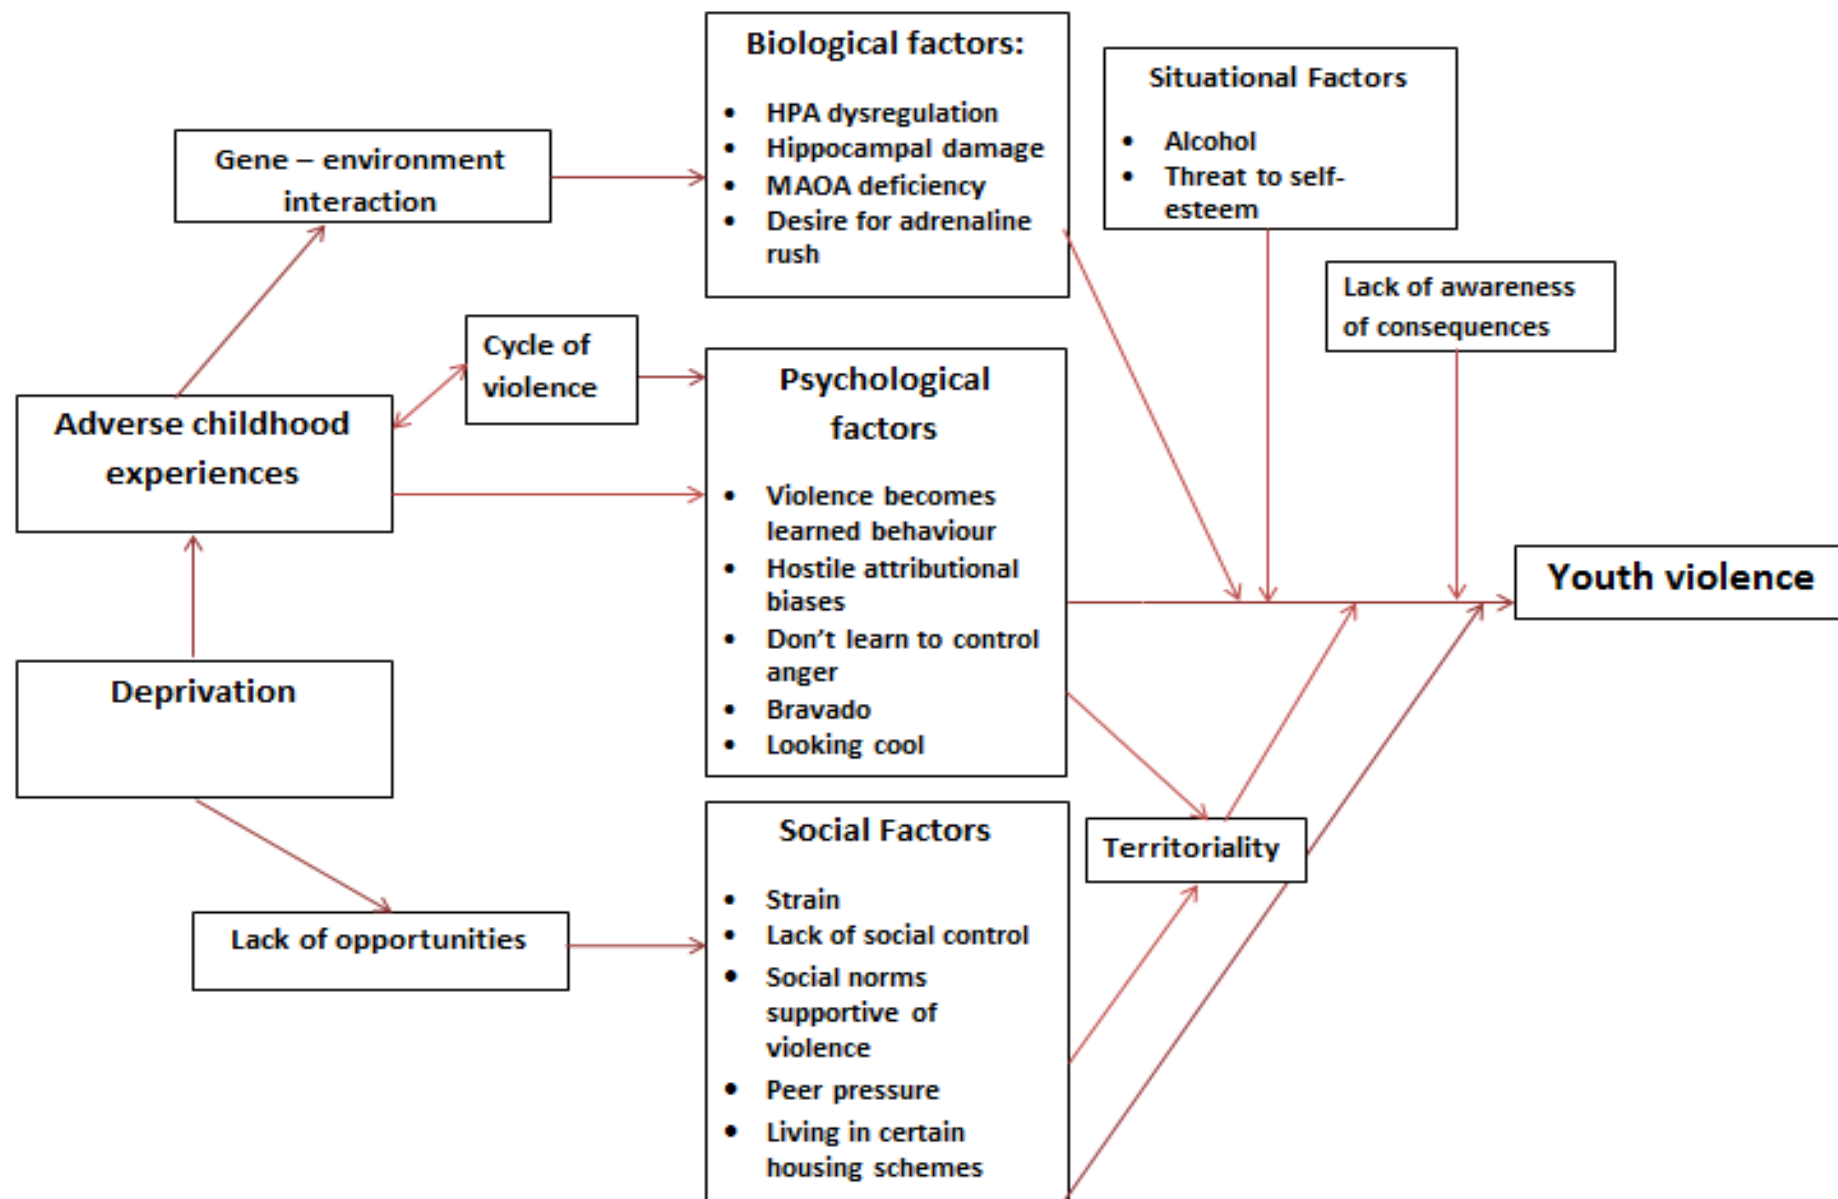 Biological factors:
• HPA dysregulation
• Hippocampal damage
• MAOA deficiency
• Desire for adrenaline
rush
Situational Factors
• Alcohol
• Threat to self-
esteem
Gene – environment
interaction
Lack of awareness
of consequences
Cycle of
violence
Psychological
factors
• Violence becomes
learned behaviour
• Hostile attributional
biases
• Don't learn to control
anger
• Bravado
• Looking cool
Adverse childhood
experiences
Youth violence
Deprivation
Social Factors
• Strain
• Lack of social control
• Social norms
supportive of
violence
• Peer pressure
• Living in certain
housing schemes
Territoriality
Lack of opportunities